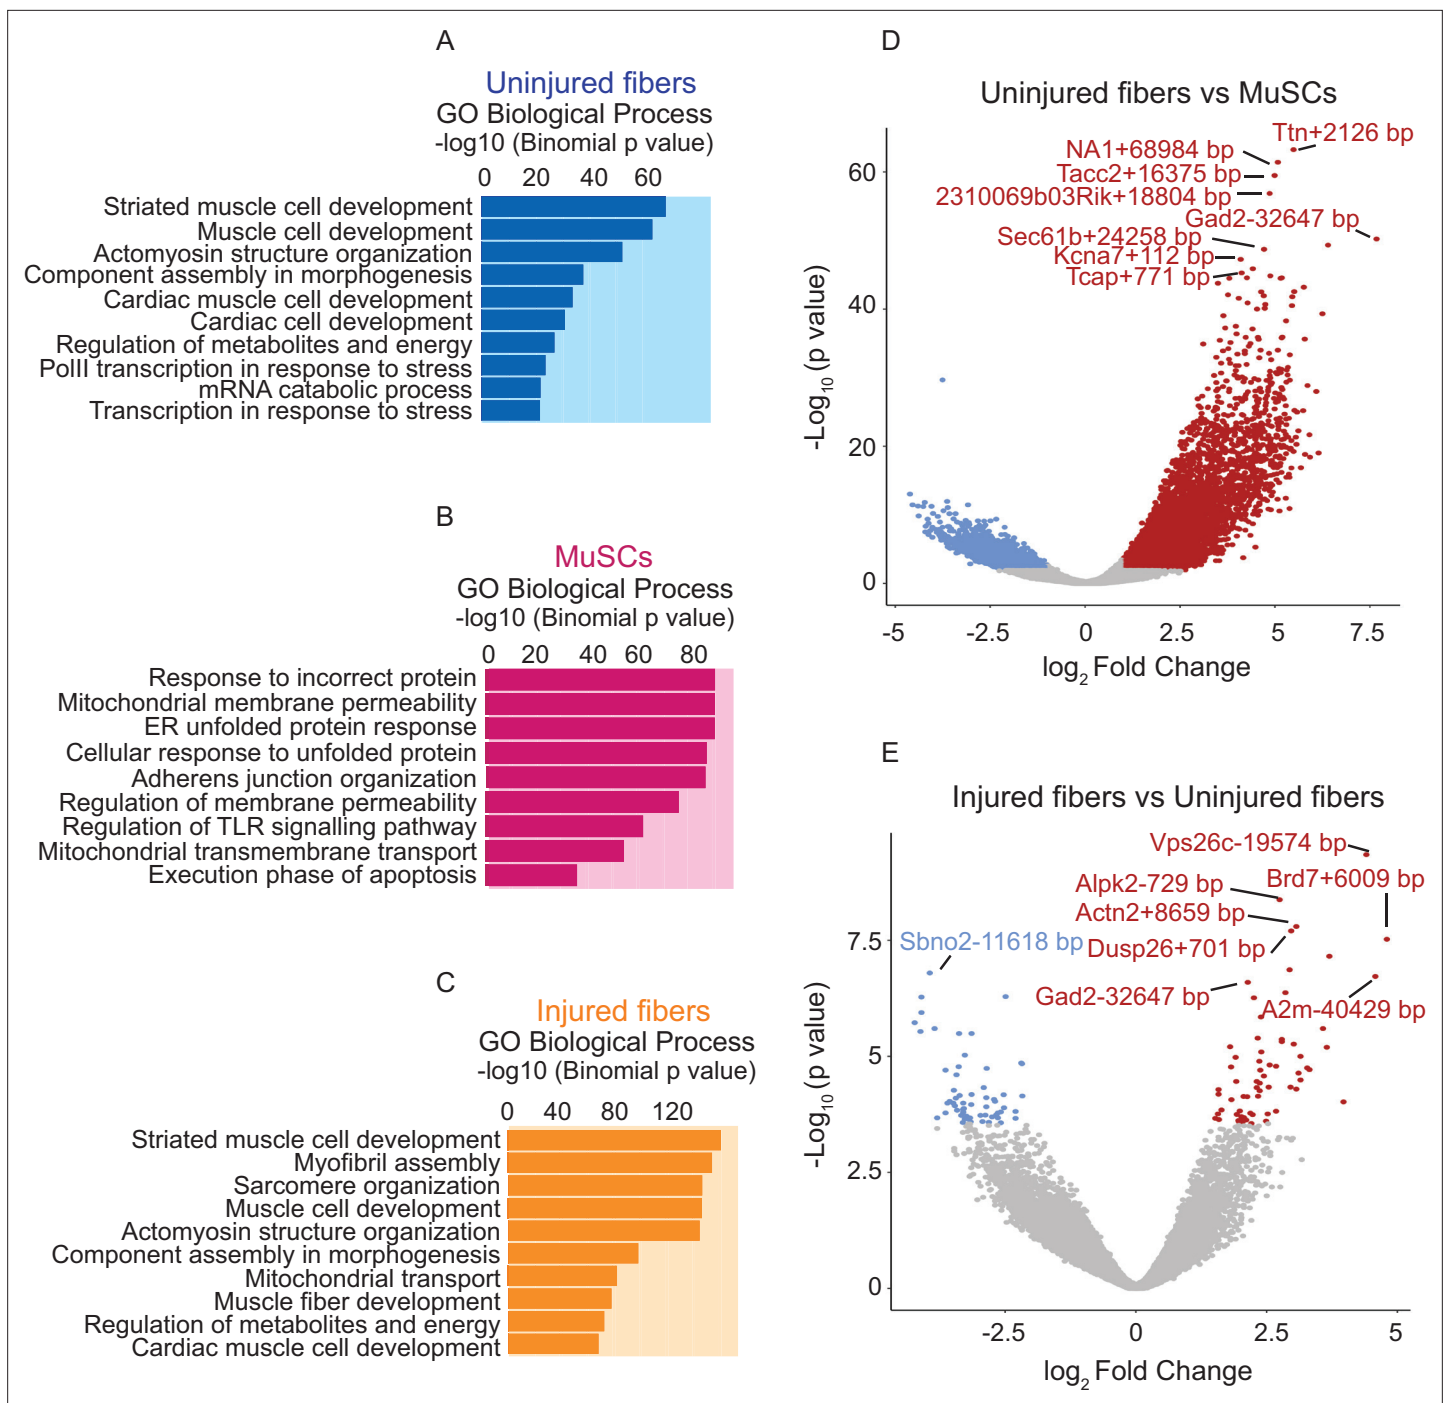 A
Uninjured fibers
GO Biological Process
-log10 (Binomial p value)
0 20 40 60
Striated muscle cell development
Muscle cell development
Actomyosin structure organization
Component assembly in morphogenesis
Cardiac muscle cell development
Cardiac cell development
Regulation of metabolites and energy
PolII transcription in response to stress
mRNA catabolic process
Transcription in response to stress
B
MuSCs
GO Biological Process
-log10 (Binomial p value)
0 20 40 60 80
Response to incorrect protein
Mitochondrial membrane permeability
ER unfolded protein response
Cellular response to unfolded protein
Adherens junction organization
Regulation of membrane permeability
Regulation of TLR signalling pathway
Mitochondrial transmembrane transport
Execution phase of apoptosis
C
Injured fibers
GO Biological Process
-log10 (Binomial p value)
0 40 80 120
Striated muscle cell development
Myofibril assembly
Sarcomere organization
Muscle cell development
Actomyosin structure organization
Component assembly in morphogenesis
Mitochondrial transport
Muscle fiber development
Regulation of metabolites and energy
Cardiac muscle cell development
D
Uninjured fibers vs MuSCs
Ttn+2126 bp
NA1+68984 bp
Tacc2+16375 bp
2310069b03Rik+18804 bp
Gad2-32647 bp
Sec61b+24258 bp
Kcna7+112 bp
Tcap+771 bp
-Log10 (p value)
60
40
20
0
-5 -2.5 0 2.5 5 7.5
log2 Fold Change
E
Injured fibers vs Uninjured fibers
Vps26c-19574 bp
Alpk2-729 bp
Brd7+6009 bp
Actn2+8659 bp
Sbno2-11618 bp
Dusp26+701 bp
Gad2-32647 bp
A2m-40429 bp
-Log10 (p value)
7.5
5
2.5
0
-2.5 0 2.5 5
log2 Fold Change